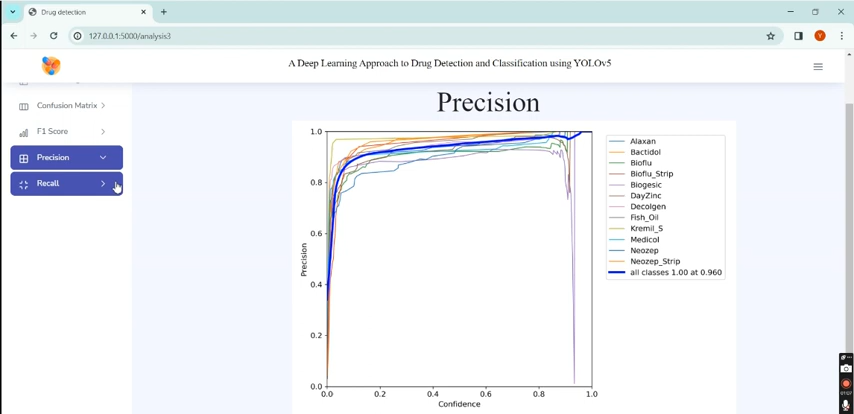 Drug detection
127.0.0.1:5000/analysis3
Y
A Deep Learning Approach to Drug Detection and Classification using YOLOv5
Confusion Matrix
F1 Score
Precision
Recall
Precision
1.0
0.8
0.6
0.4
0.2
0.0
Precision
0.0 0.2 0.4 0.6 0.8 1.0
Confidence
Alaxan
Bactidol
Bioflu
Bioflu_Strip
Biogesic
DayZinc
Decolgen
Fish_Oil
Kremil_S
Medicol
Neozep
Neozep_Strip
all classes 1.00 at 0.960